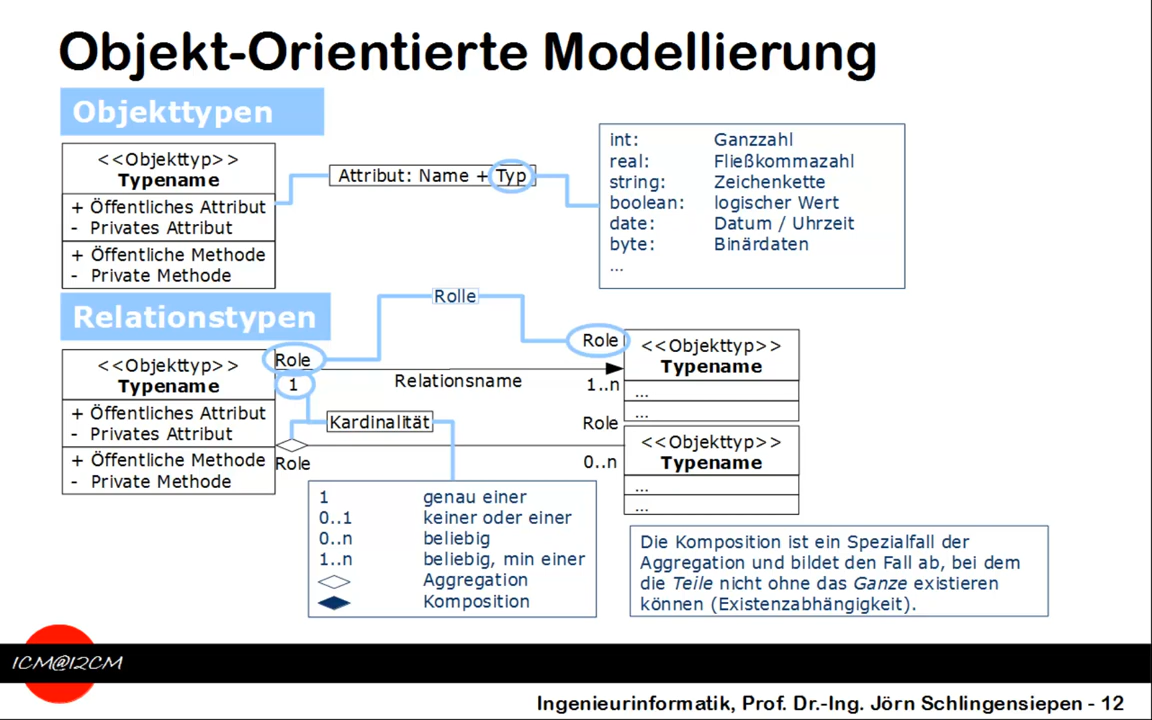 Objekt-Orientierte Modellierung
Objekttypen
<<Objekttyp>>
Typename
+ Öffentliches Attribut
- Privates Attribut
+ Öffentliche Methode
- Private Methode
Attribut: Name + Typ
int: Ganzzahl
real: Fließkommazahl
string: Zeichenkette
boolean: logischer Wert
date: Datum / Uhrzeit
byte: Binärdaten
...
Relationstypen
Rolle
<<Objekttyp>>
Typename
+ Öffentliches Attribut
- Privates Attribut
+ Öffentliche Methode
- Private Methode
Role
1
Relationsname
Role
1..n
<<Objekttyp>>
Typename
...
...
Kardinalität
Role
Role
0..n
<<Objekttyp>>
Typename
...
...
1 genau einer
0..1 keiner oder einer
0..n beliebig
1..n beliebig, min einer
Aggregation
Komposition
Die Komposition ist ein Spezialfall der
Aggregation und bildet den Fall ab, bei dem
die Teile nicht ohne das Ganze existieren
können (Existenzabhängigkeit).
ICM@I2CM
Ingenieurinformatik, Prof. Dr.-Ing. Jörn Schlingensiepen - 12